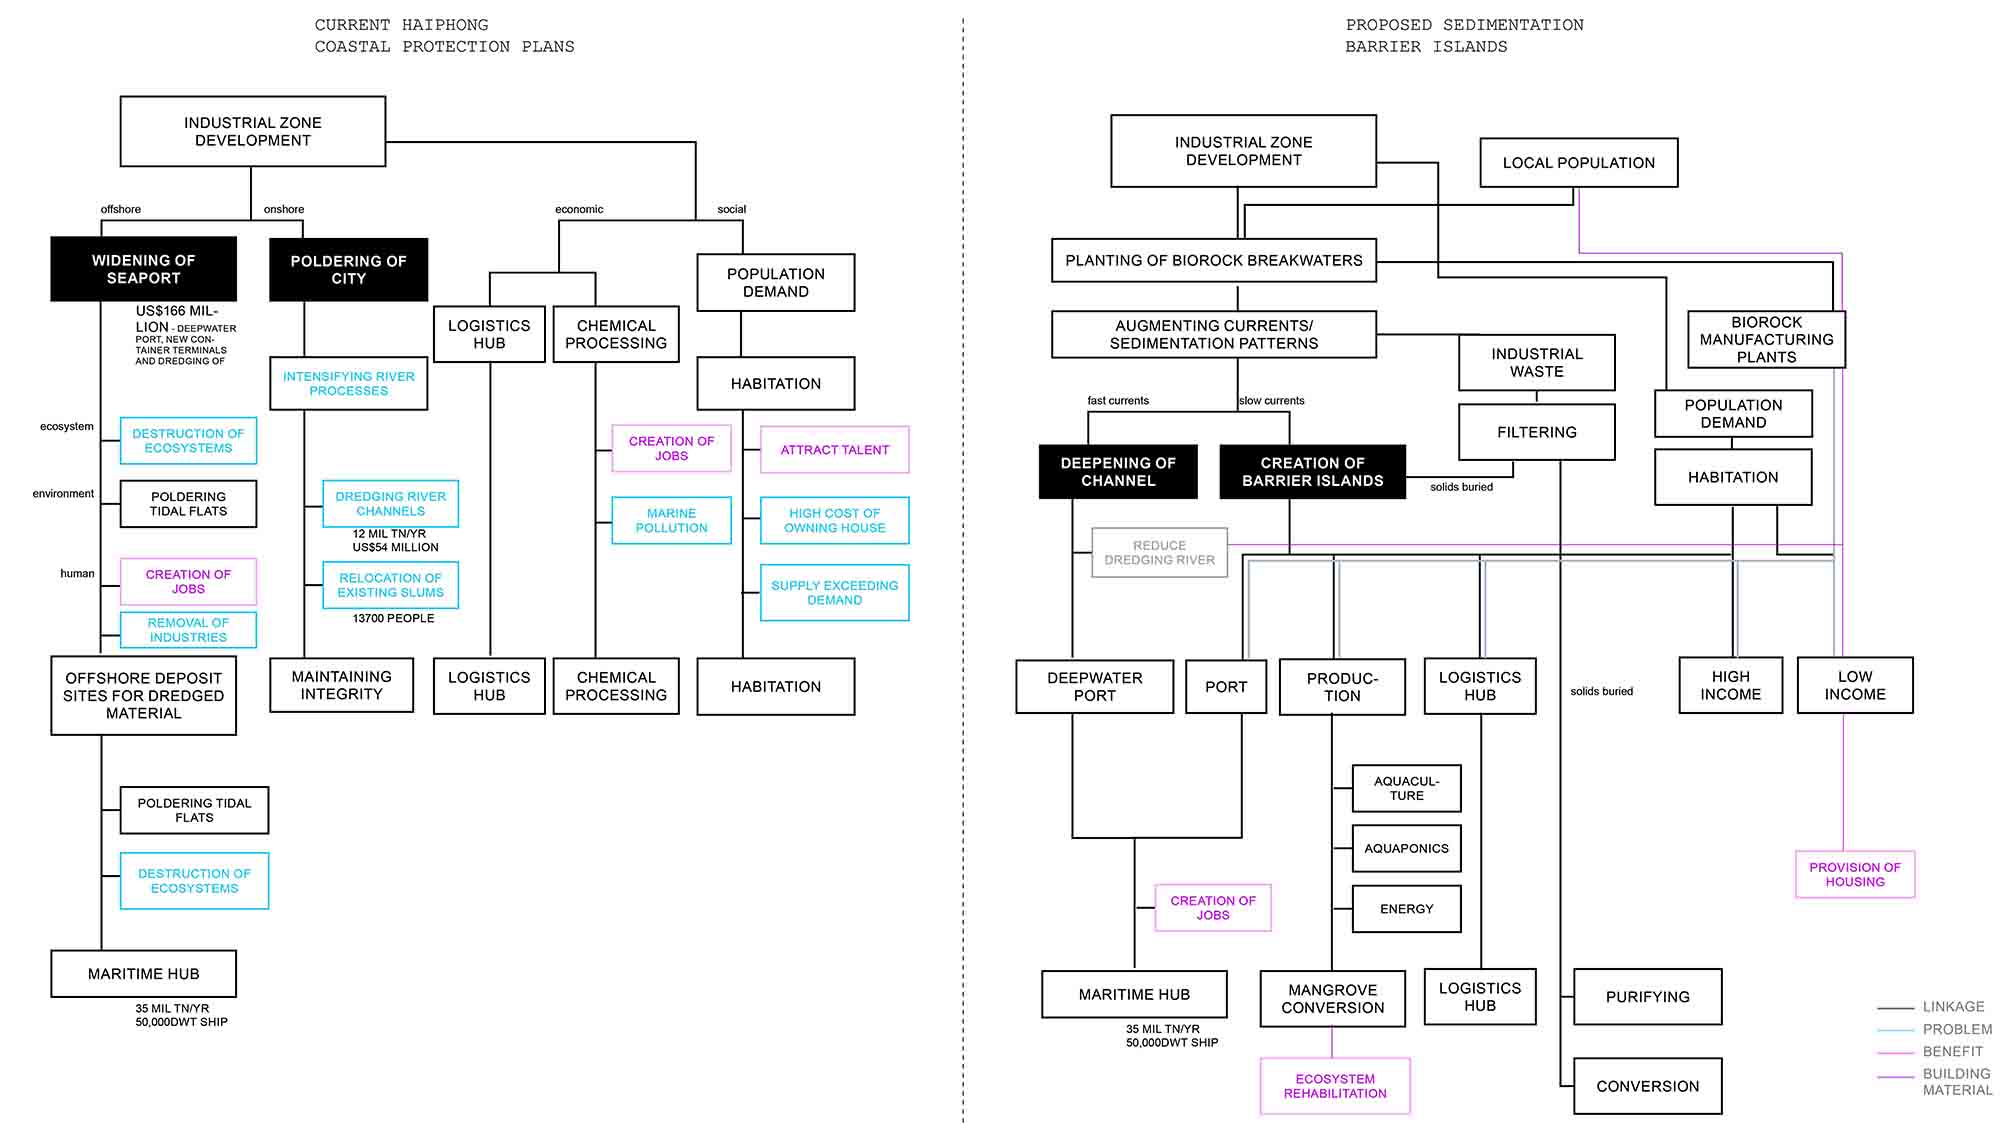 CURRENT HAIPHONG
COASTAL PROTECTION PLANS
INDUSTRIAL ZONE
DEVELOPMENT
offshore
onshore
economic
social
WIDENING OF
SEAPORT
POLDERING OF
CITY
POPULATION
DEMAND
US$166 MIL-
LION - DEEPWATER
PORT, NEW CON-
TAINER TERMINALS
AND DREDGING OF
LOGISTICS
HUB
CHEMICAL
PROCESSING
INTENSIFYING RIVER
PROCESSES
HABITATION
ecosystem
DESTRUCTION OF
ECOSYSTEMS
CREATION OF
JOBS
ATTRACT TALENT
environment
POLDERING
TIDAL FLATS
DREDGING RIVER
CHANNELS
12 MIL TN/YR
US$54 MILLION
MARINE
POLLUTION
HIGH COST OF
OWNING HOUSE
human
CREATION OF
JOBS
RELOCATION OF
EXISTING SLUMS
13700 PEOPLE
SUPPLY EXCEEDING
DEMAND
REMOVAL OF
INDUSTRIES
OFFSHORE DEPOSIT
SITES FOR DREDGED
MATERIAL
MAINTAINING
INTEGRITY
LOGISTICS
HUB
CHEMICAL
PROCESSING
HABITATION
POLDERING TIDAL
FLATS
DESTRUCTION OF
ECOSYSTEMS
MARITIME HUB
35 MIL TN/YR
50,000DWT SHIP
PROPOSED SEDIMENTATION
BARRIER ISLANDS
INDUSTRIAL ZONE
DEVELOPMENT
LOCAL POPULATION
PLANTING OF BIOROCK BREAKWATERS
AUGMENTING CURRENTS/
SEDIMENTATION PATTERNS
BIOROCK
MANUFACTURING
PLANTS
INDUSTRIAL
WASTE
fast currents
slow currents
FILTERING
POPULATION
DEMAND
DEEPENING OF
CHANNEL
CREATION OF
BARRIER ISLANDS
solids buried
HABITATION
REDUCE
DREDGING RIVER
DEEPWATER
PORT
PORT
PRODUC-
TION
LOGISTICS
HUB
solids buried
HIGH
INCOME
LOW
INCOME
AQUACUL-
TURE
AQUAPONICS
ENERGY
PROVISION OF
HOUSING
CREATION OF
JOBS
MARITIME HUB
35 MIL TN/YR
50,000DWT SHIP
MANGROVE
CONVERSION
LOGISTICS
HUB
PURIFYING
ECOSYSTEM
REHABILITATION
CONVERSION
LINKAGE
PROBLEM
BENEFIT
BUILDING
MATERIAL